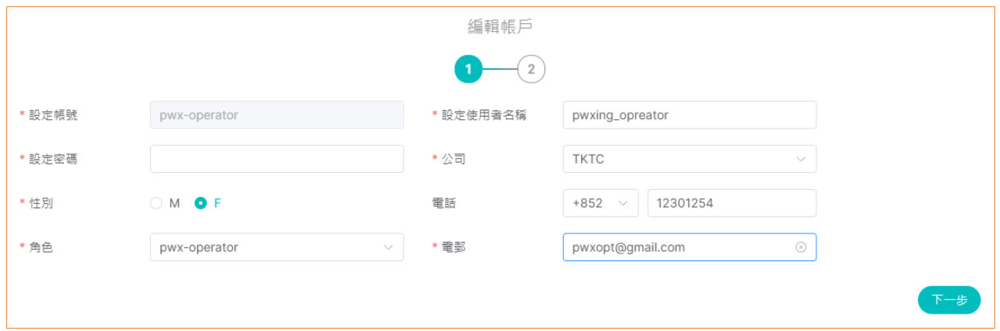 編輯帳戶
1 2
* 設定帳號 pwx-operator * 設定使用者名稱 pwxing_opreator
* 設定密碼 * 公司 TKTC
* 性別 M F 電話 +852 12301254
* 角色 pwx-operator * 電郵 pwxopt@gmail.com
下一步